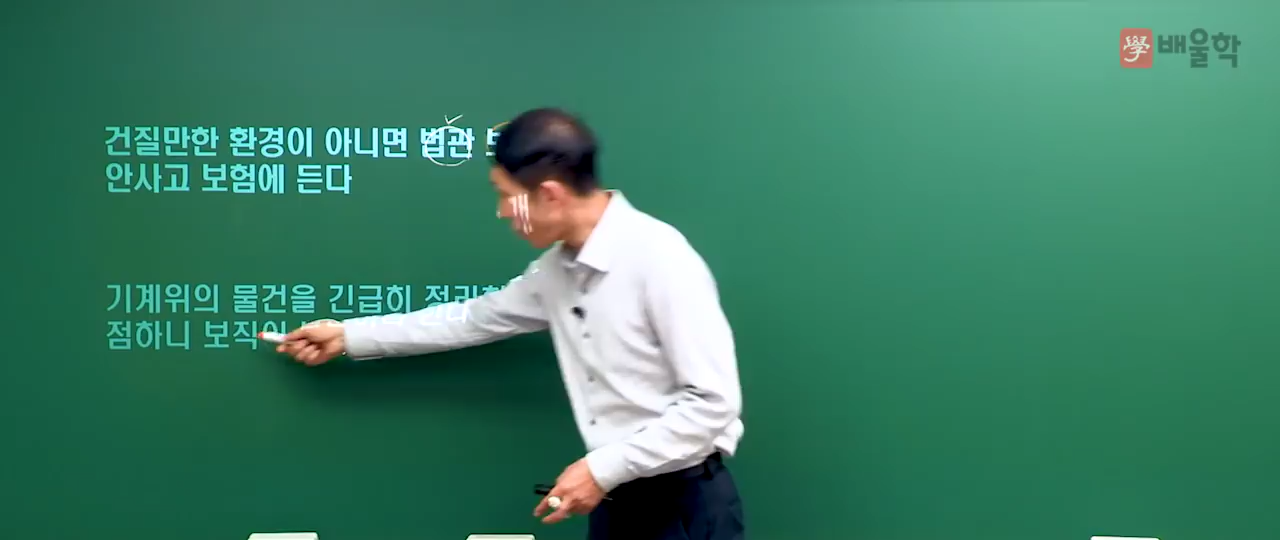 學 배울학
건질만한 환경이 아니면 법관
안사고 보험에 든다
기계위의 물건을 긴급히
점하니 보직이